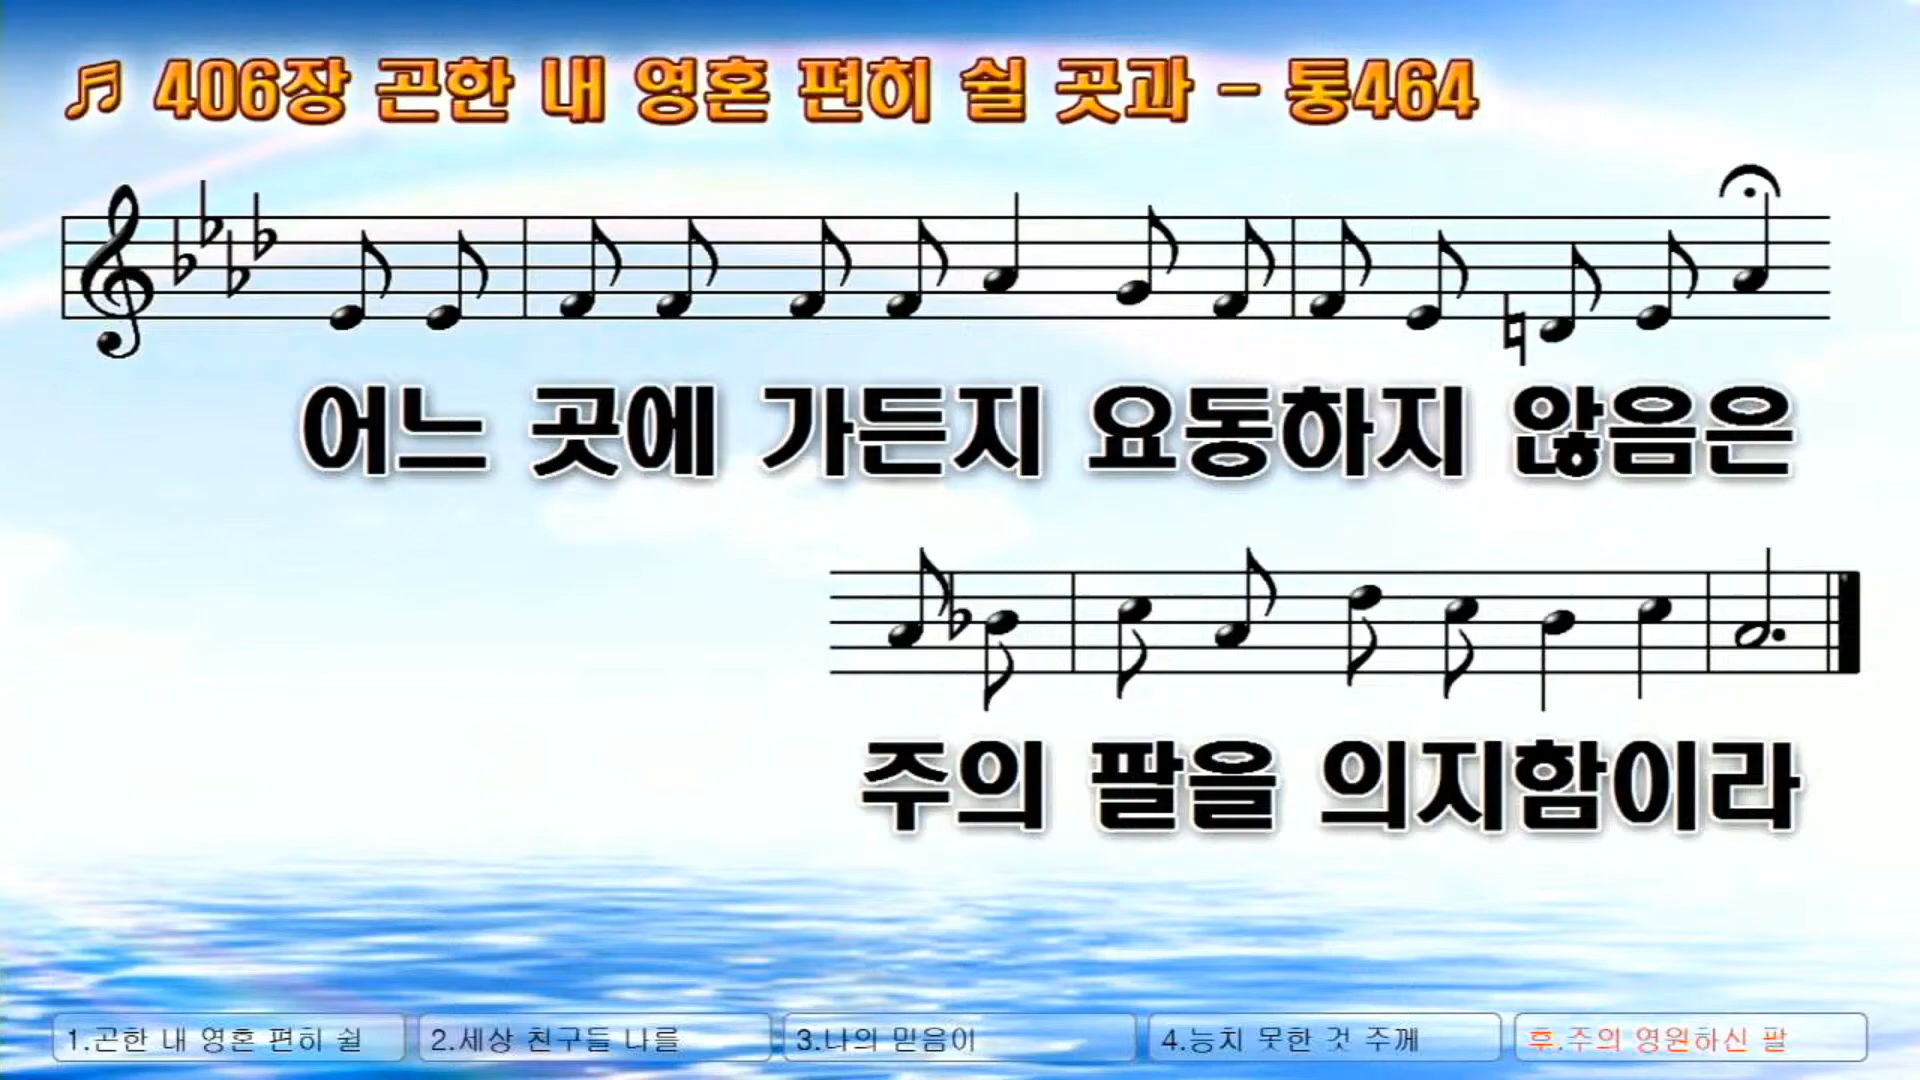 406장 곤한 내 영혼 편히 쉴 곳과 - 통464
어느 곳에 가든지 요동하지 않음은
주의 팔을 의지함이라
1.곤한 내 영혼 편히 쉴
2.세상 친구들 나를
3.나의 믿음이
4.능치 못한 것 주께
후.주의 영원하신 팔